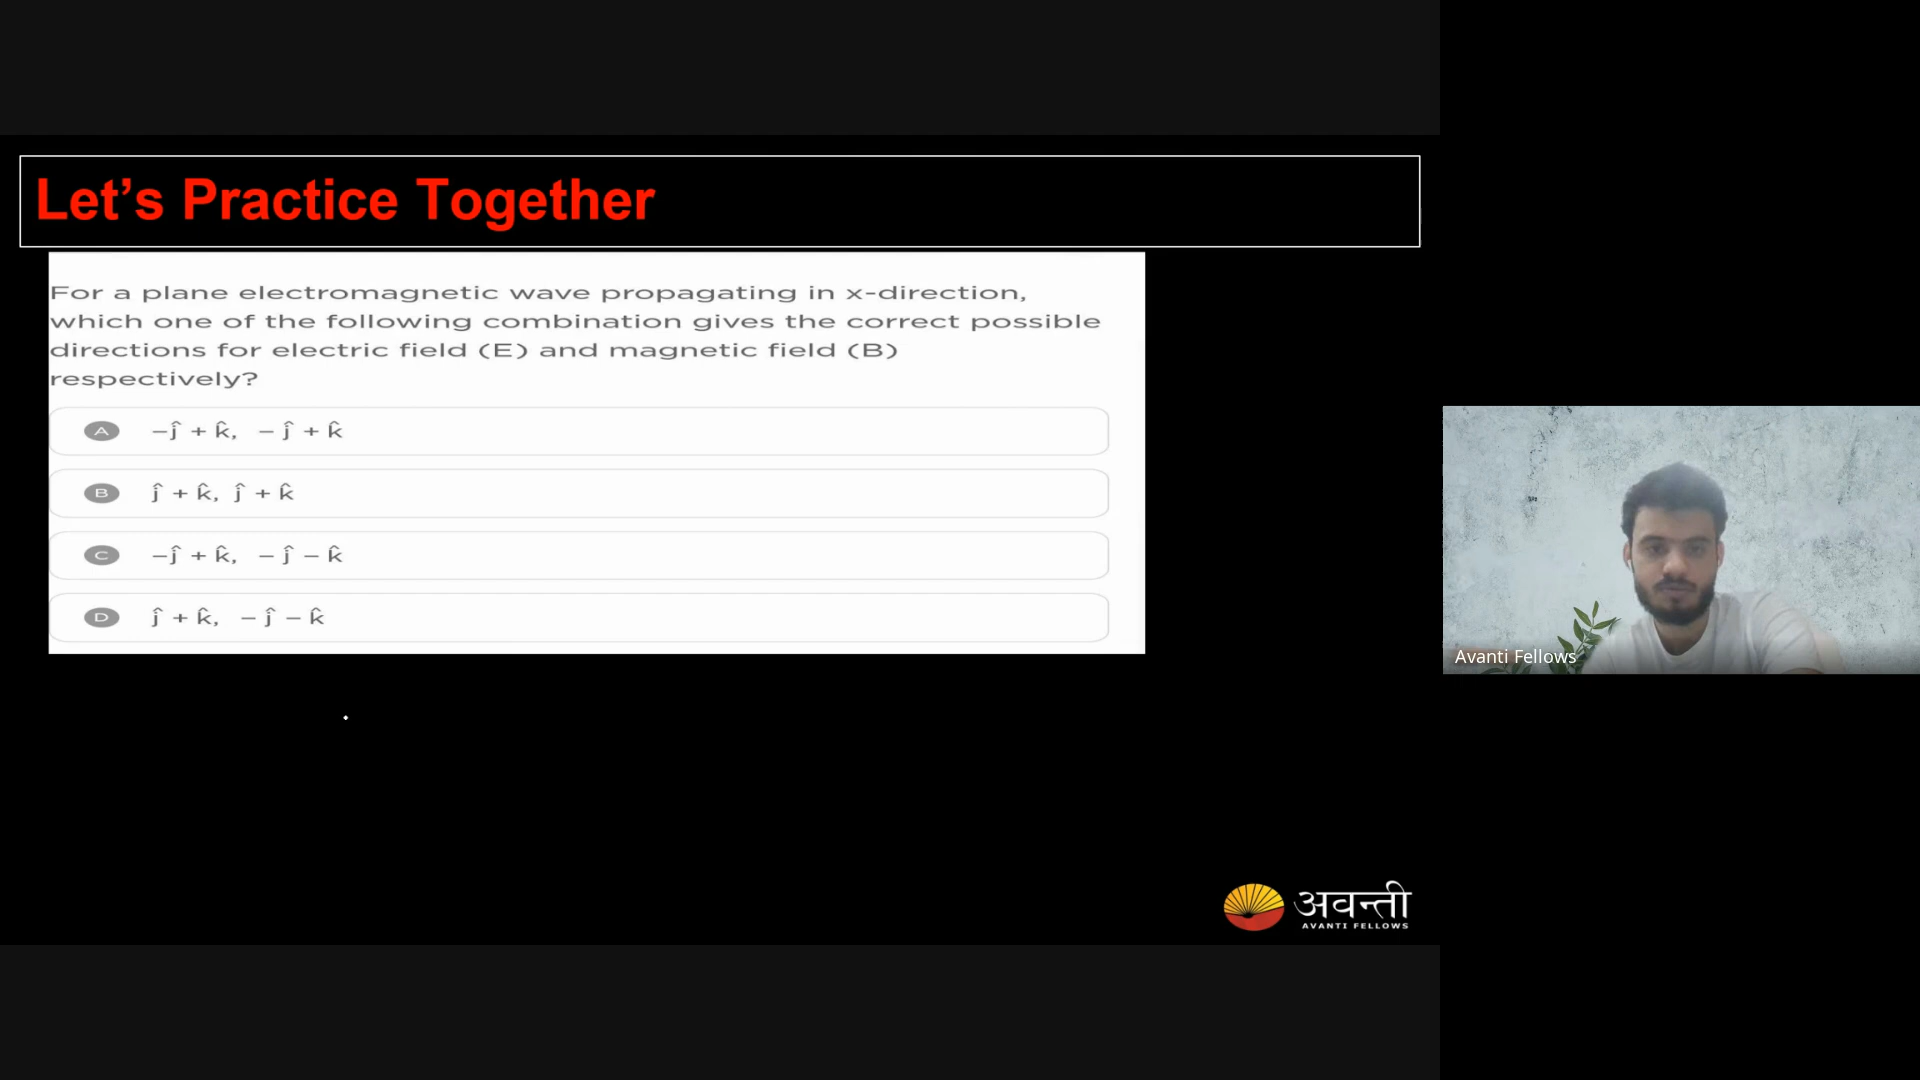 Let’s Practice Together
For a plane electromagnetic wave propagating in x-direction,
which one of the following combination gives the correct possible
directions for electric field (E) and magnetic field (B)
respectively?
A −ĵ + k̂, − ĵ + k̂
B ĵ + k̂, ĵ + k̂
C −ĵ + k̂, − ĵ − k̂
D ĵ + k̂, − ĵ − k̂
Avanti Fellows
अवन्ती
AVANTI FELLOWS